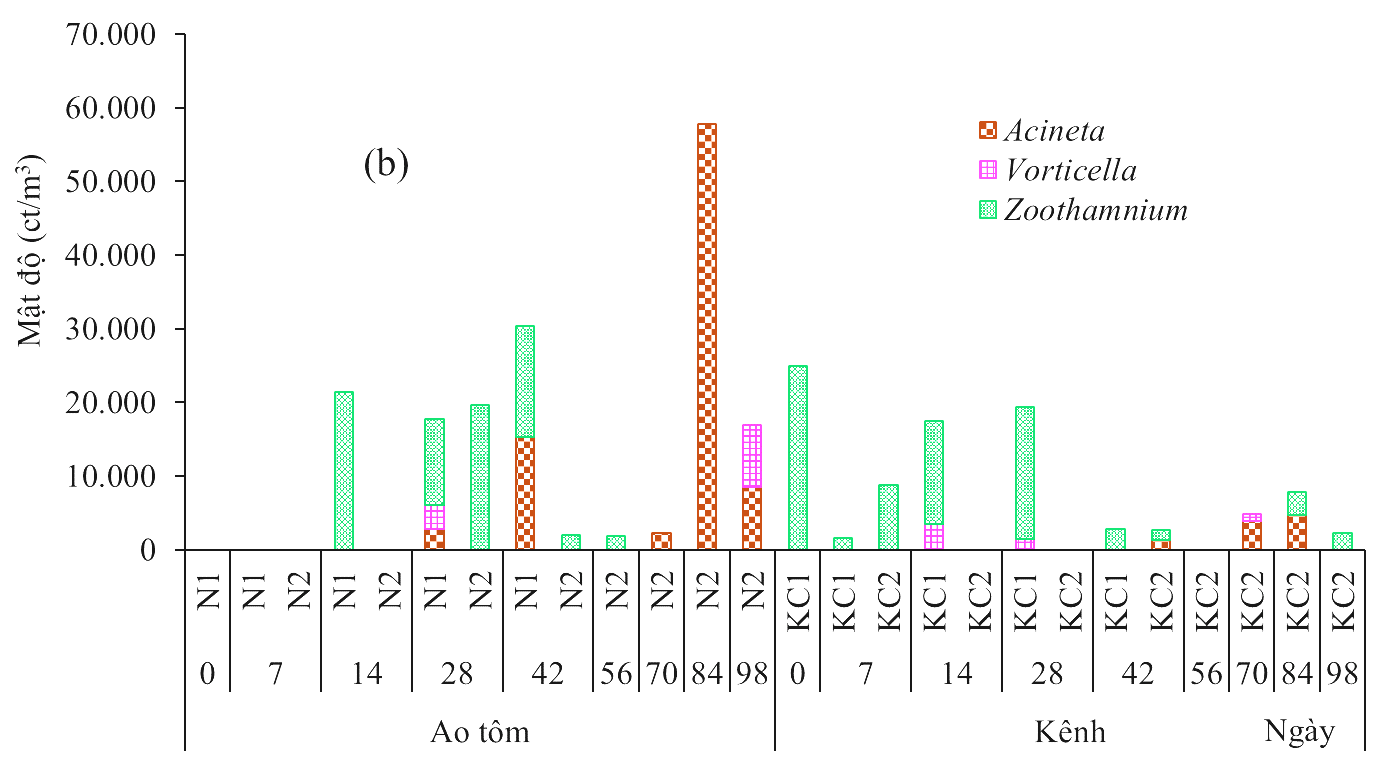 70.000
60.000
50.000
40.000
30.000
20.000
10.000
0
Mật độ (ct/m³)
(b)
Acineta
Vorticella
Zoothamnium
N1 N1 N2 N1 N2 N1 N2 N1 N2 N2 N2 N2 N2 KC1 KC1 KC2 KC1 KC2 KC1 KC2 KC1 KC2 KC2 KC2 KC2 KC2
0 7 14 28 42 56 70 84 98 0 7 14 28 42 56 70 84 98
Ao tôm Kênh Ngày